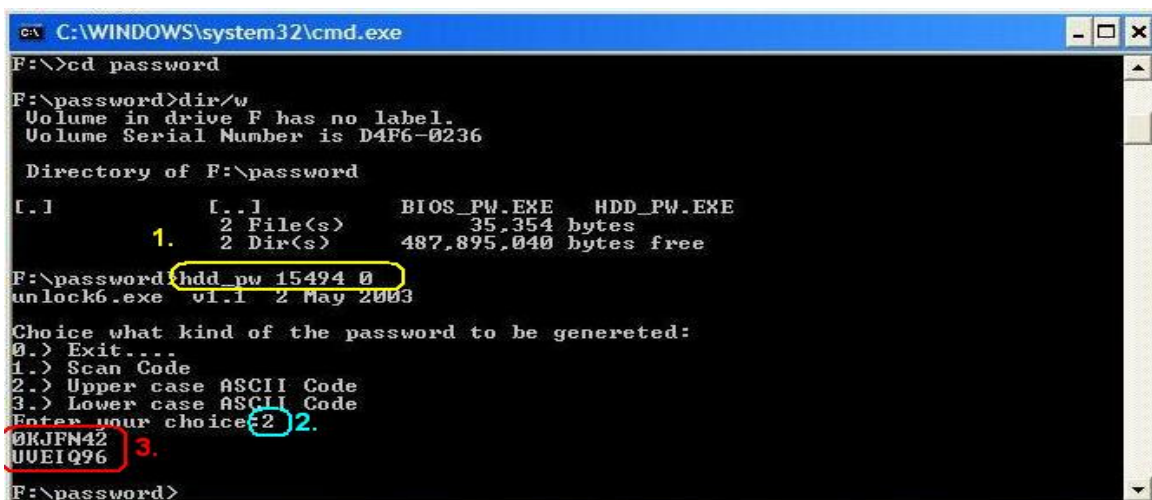 C:\WINDOWS\system32\cmd.exe
F:\>cd password
F:\password>dir/w
Volume in drive F has no label.
Volume Serial Number is D4F6-0236
Directory of F:\password
[.] [..] BIOS_PW.EXE HDD_PW.EXE
2 File(s) 35,354 bytes
1. 2 Dir(s) 487,895,040 bytes free
F:\password>hdd_pw 15494 0
unlock6.exe v1.1 2 May 2003
Choice what kind of the password to be genereted:
0.> Exit....
1.> Scan Code
2.> Upper case ASCII Code
3.> Lower case ASCII Code
Enter your choice:2 2.
0KJFN42
UVEIQ96 3.
F:\password>